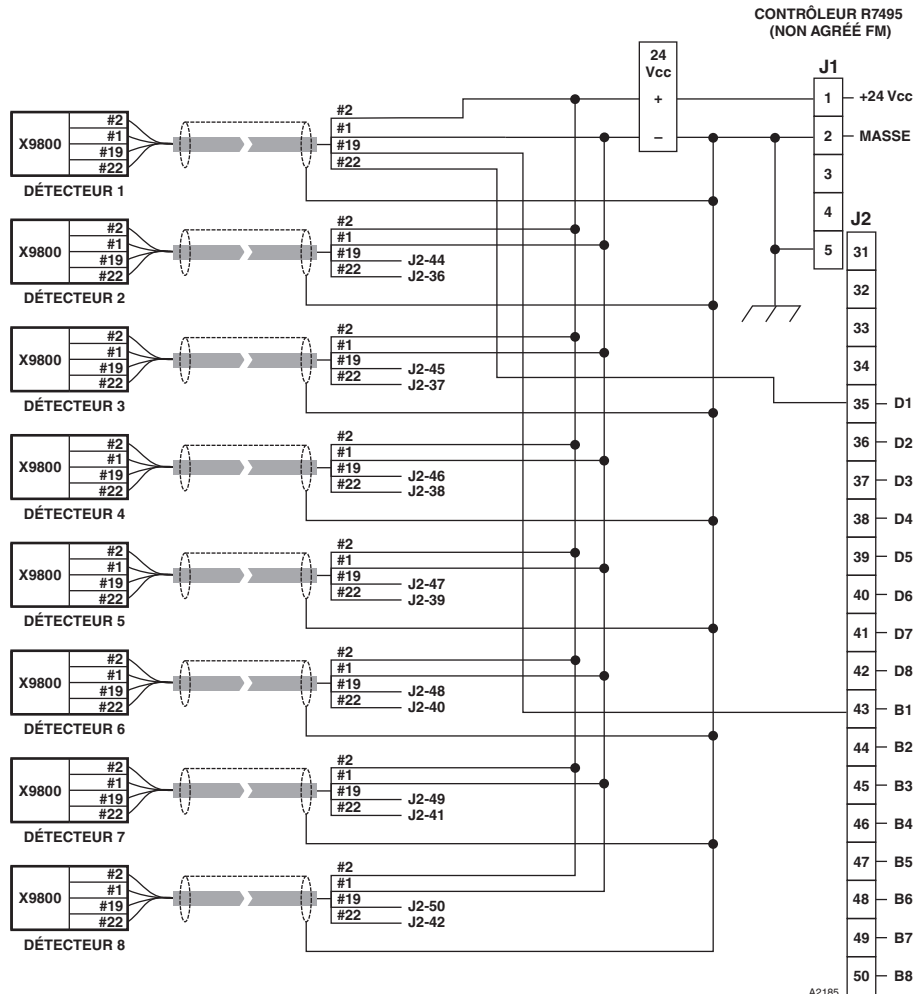 CONTRÔLEUR R7495
(NON AGRÉÉ FM)
24
Vcc
+
–
J1
1
+24 Vcc
2
MASSE
3
4
5
X9800
#2
#1
#19
#22
DÉTECTEUR 1
#2
#1
#19
#22
X9800
#2
#1
#19
#22
DÉTECTEUR 2
#2
#1
#19
J2-44
#22
J2-36
X9800
#2
#1
#19
#22
DÉTECTEUR 3
#2
#1
#19
J2-45
#22
J2-37
X9800
#2
#1
#19
#22
DÉTECTEUR 4
#2
#1
#19
J2-46
#22
J2-38
X9800
#2
#1
#19
#22
DÉTECTEUR 5
#2
#1
#19
J2-47
#22
J2-39
X9800
#2
#1
#19
#22
DÉTECTEUR 6
#2
#1
#19
J2-48
#22
J2-40
X9800
#2
#1
#19
#22
DÉTECTEUR 7
#2
#1
#19
J2-49
#22
J2-41
X9800
#2
#1
#19
#22
DÉTECTEUR 8
#2
#1
#19
J2-50
#22
J2-42
J2
31
32
33
34
35
D1
36
D2
37
D3
38
D4
39
D5
40
D6
41
D7
42
D8
43
B1
44
B2
45
B3
46
B4
47
B5
48
B6
49
B7
50
B8
A2185